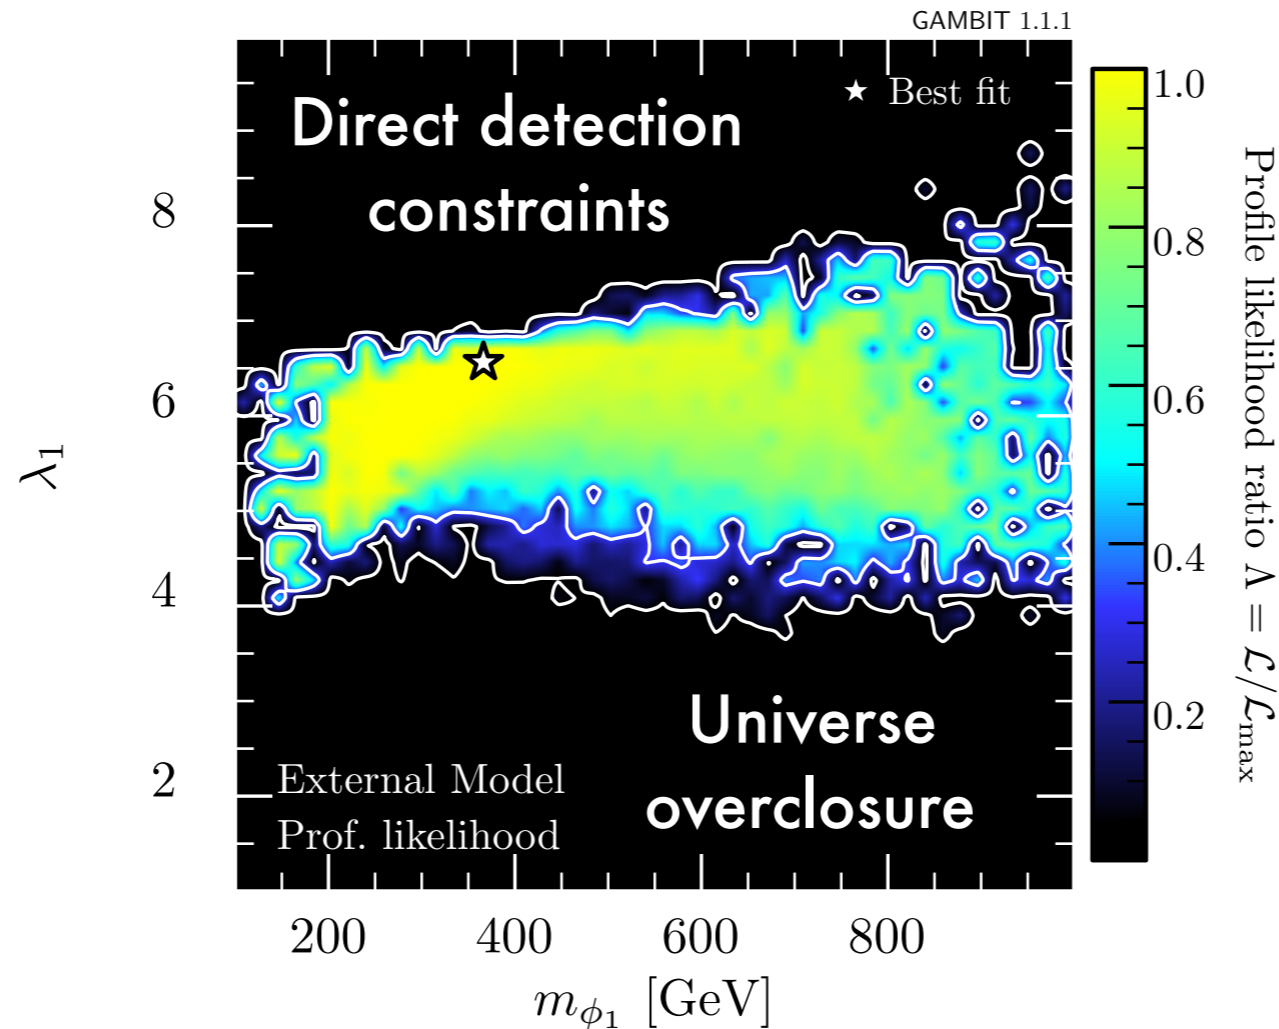 GAMBIT 1.1.1
★ Best fit
Direct detection
constraints
Universe
overclosure
External Model
Prof. likelihood
8
6
4
2
λ₁
200 400 600 800
m_ϕ₁ [GeV]
1.0
0.8
0.6
0.4
0.2
Profile likelihood ratio Λ = ℒ/ℒ_max